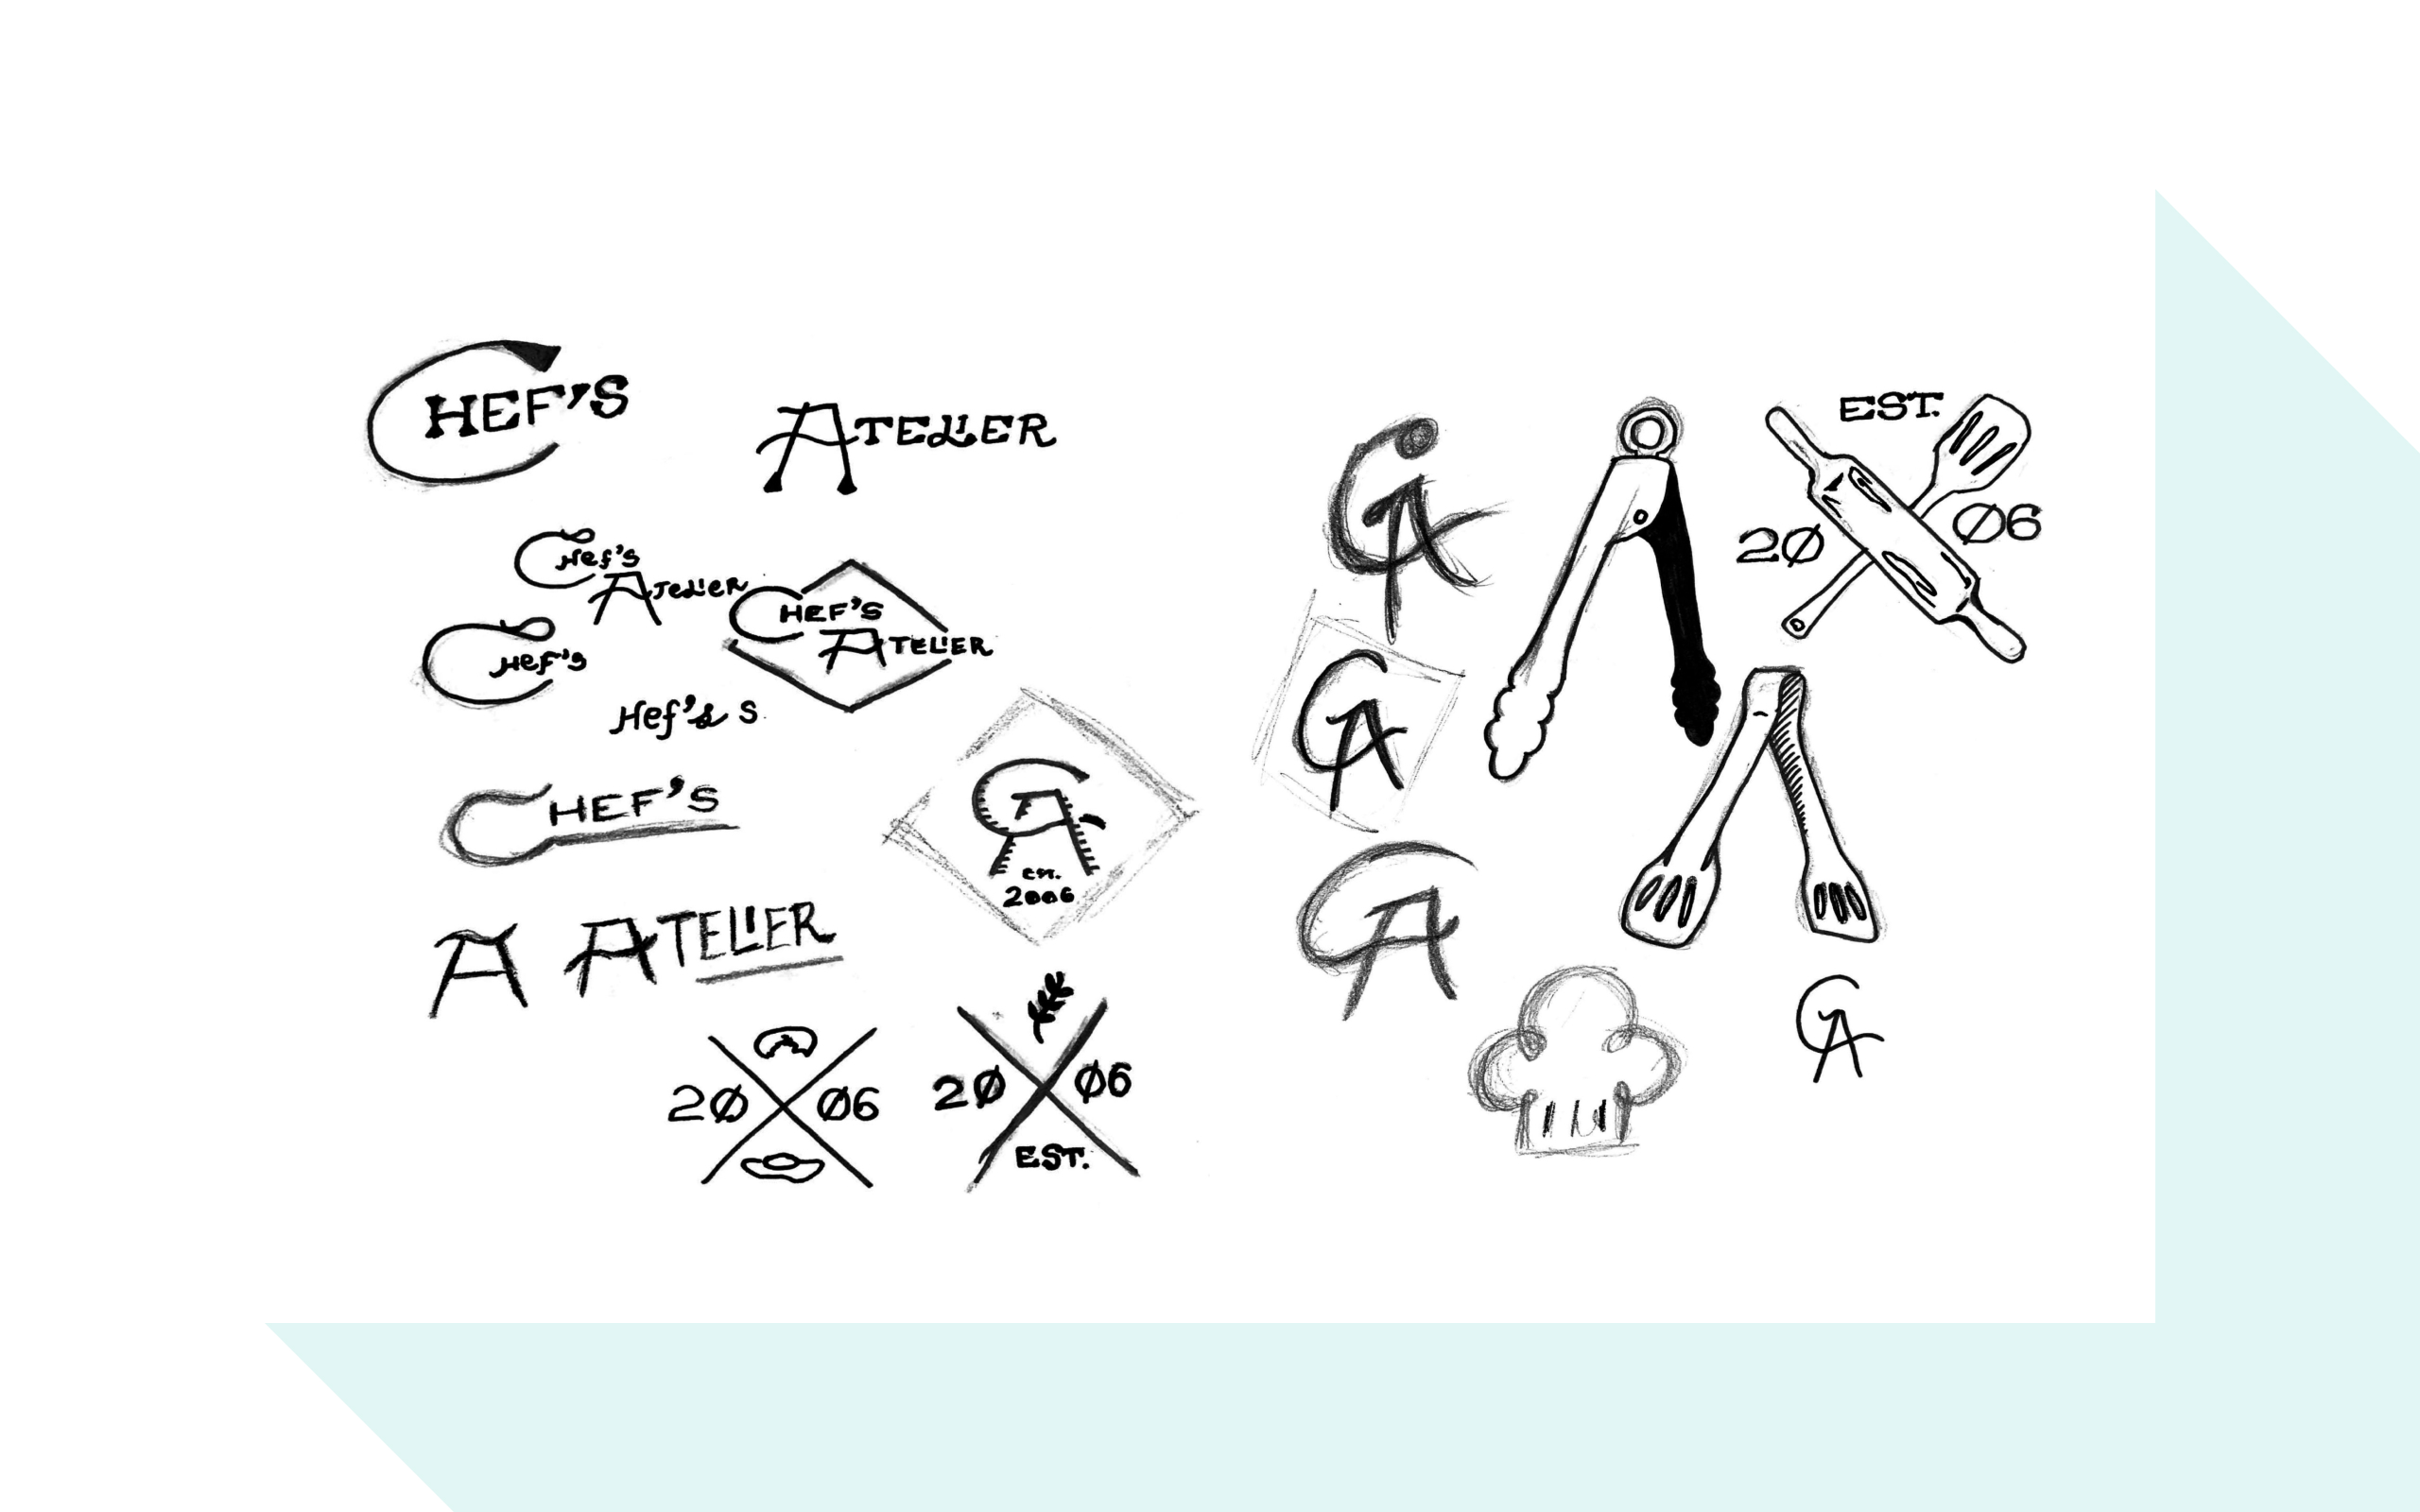 CHEF'S
ATELIER
CHef's
ATELIER
CHEF'S
ATELIER
CHef's
Hef's s
CHEF'S
CA
EST.
2006
A ATELIER
20 06
20 06
EST.
CA
EST.
20 06
CA
CA
CA